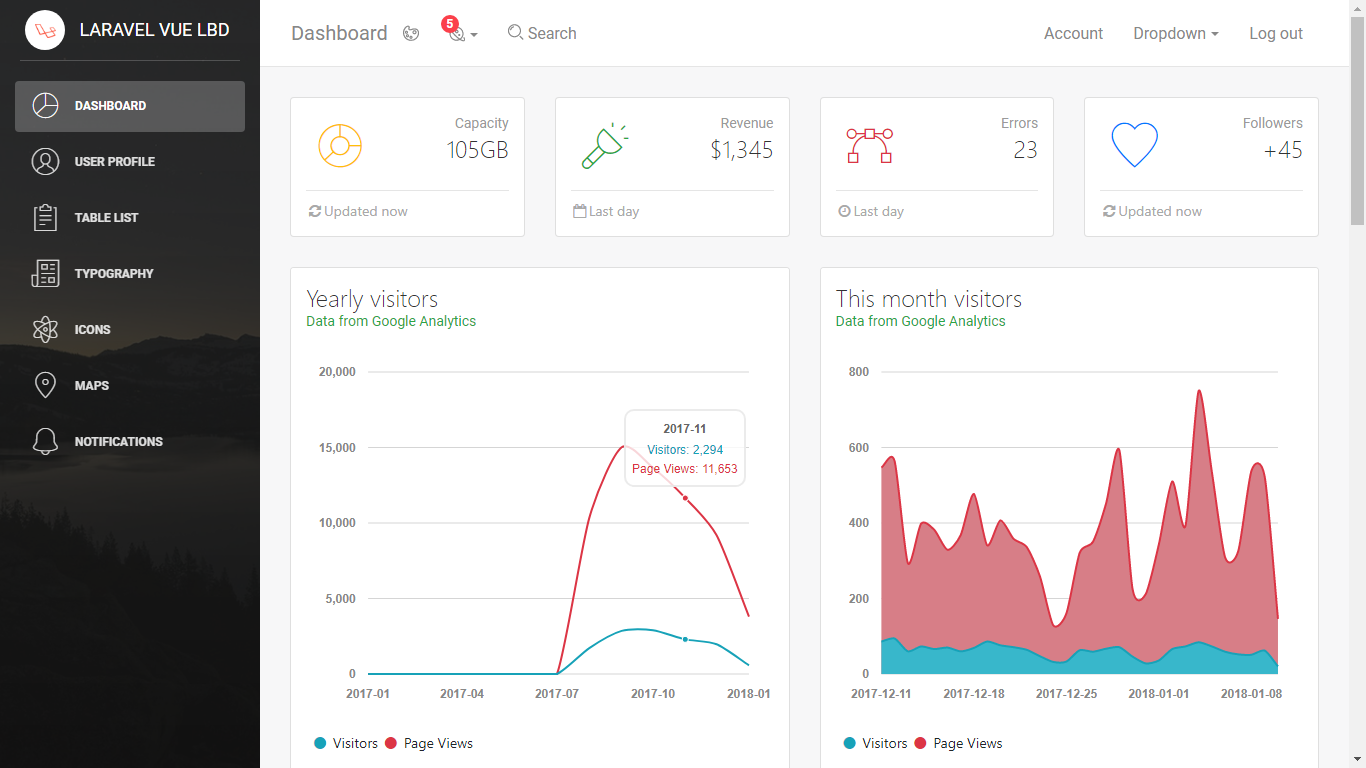 LARAVEL VUE LBD
DASHBOARD
USER PROFILE
TABLE LIST
TYPOGRAPHY
ICONS
MAPS
NOTIFICATIONS
Dashboard 5 Search Account Dropdown Log out
Capacity
105GB
Updated now
Revenue
$1,345
Last day
Errors
23
Last day
Followers
+45
Updated now
Yearly visitors
Data from Google Analytics
20,000
15,000
10,000
5,000
0
2017-01 2017-04 2017-07 2017-10 2018-01
2017-11
Visitors: 2,294
Page Views: 11,653
Visitors Page Views
This month visitors
Data from Google Analytics
800
600
400
200
0
2017-12-11 2017-12-18 2017-12-25 2018-01-01 2018-01-08
Visitors Page Views